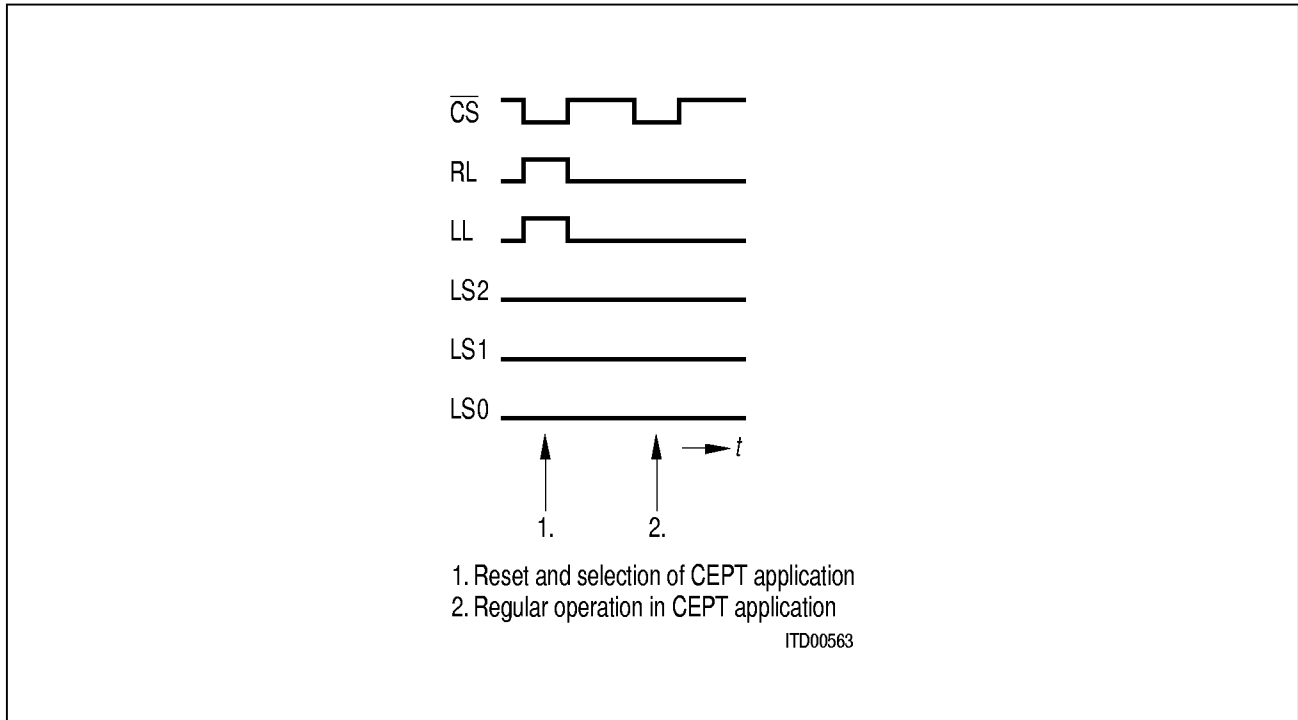 CS
RL
LL
LS2
LS1
LS0
t
1. 2.
1. Reset and selection of CEPT application
2. Regular operation in CEPT application
ITD00563